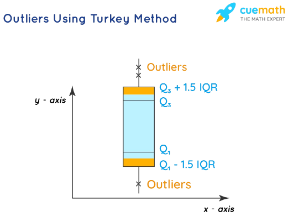 Outliers Using Turkey Method
cuemath
THE MATH EXPERT
Outliers
Q3 + 1.5 IQR
Q3
y - axis
Q1
Q1 - 1.5 IQR
Outliers
x - axis